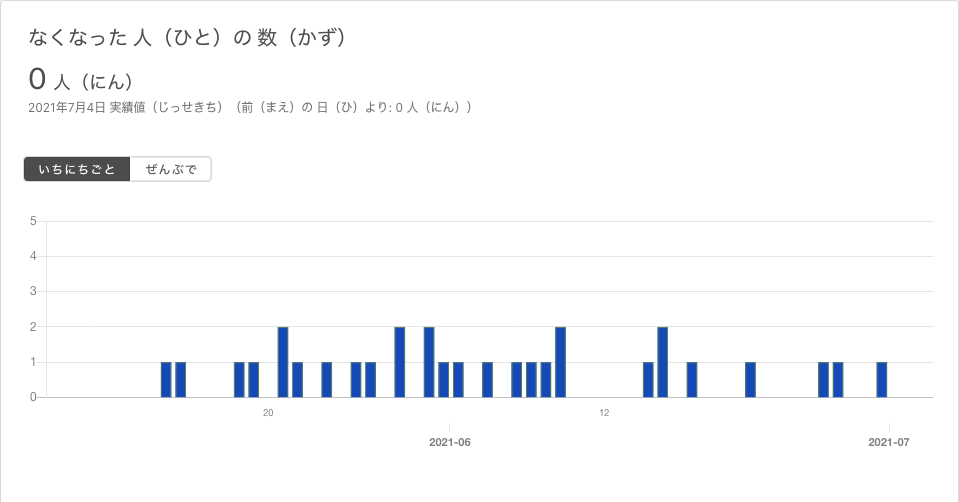 なくなった 人（ひと）の 数（かず）
0 人（にん）
2021年7月4日 実績値（じっせきち）（前（まえ）の 日（ひ）より: 0 人（にん））
いちにちごと ぜんぶで
5
4
3
2
1
0
20 12
2021-06 2021-07